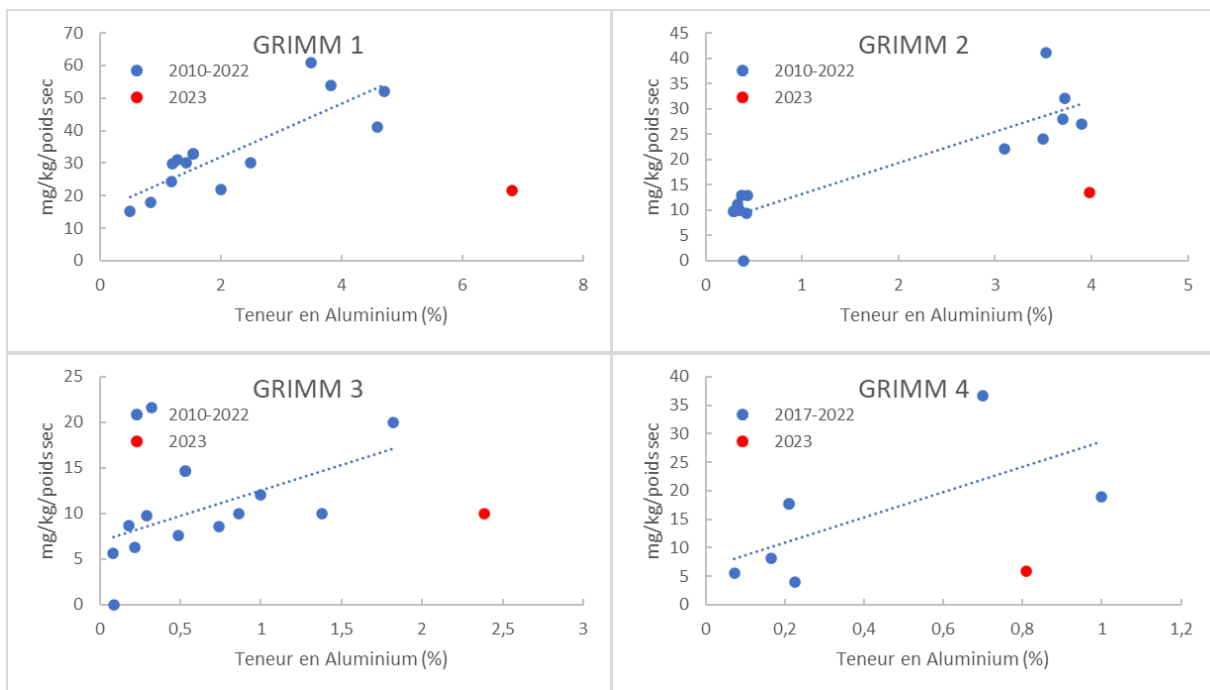 GRIMM 1
70
60
50
40
30
20
10
0
mg/kg/poids sec
2010-2022
2023
0 2 4 6 8
Teneur en Aluminium (%)
GRIMM 2
45
40
35
30
25
20
15
10
5
0
mg/kg/poids sec
2010-2022
2023
0 1 2 3 4 5
Teneur en Aluminium (%)
GRIMM 3
25
20
15
10
5
0
mg/kg/poids sec
2010-2022
2023
0 0,5 1 1,5 2 2,5 3
Teneur en Aluminium (%)
GRIMM 4
40
35
30
25
20
15
10
5
0
mg/kg/poids sec
2017-2022
2023
0 0,2 0,4 0,6 0,8 1 1,2
Teneur en Aluminium (%)